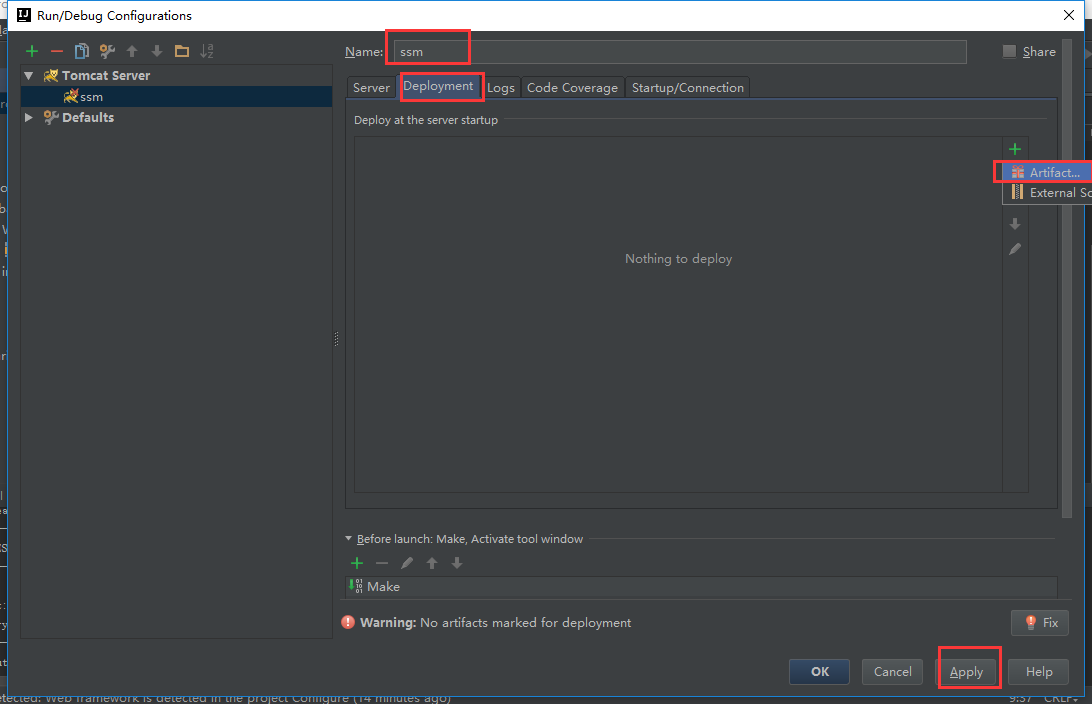 Run/Debug Configurations
Name: ssm
Share
Tomcat Server
ssm
Defaults
Server Deployment Logs Code Coverage Startup/Connection
Deploy at the server startup
Artifact...
External Sc
Nothing to deploy
Before launch: Make, Activate tool window
Make
Warning: No artifacts marked for deployment
Fix
OK Cancel Apply Help
etected: Web framework is detected in the project Configure (14 minutes ago)
9:37 CRLF